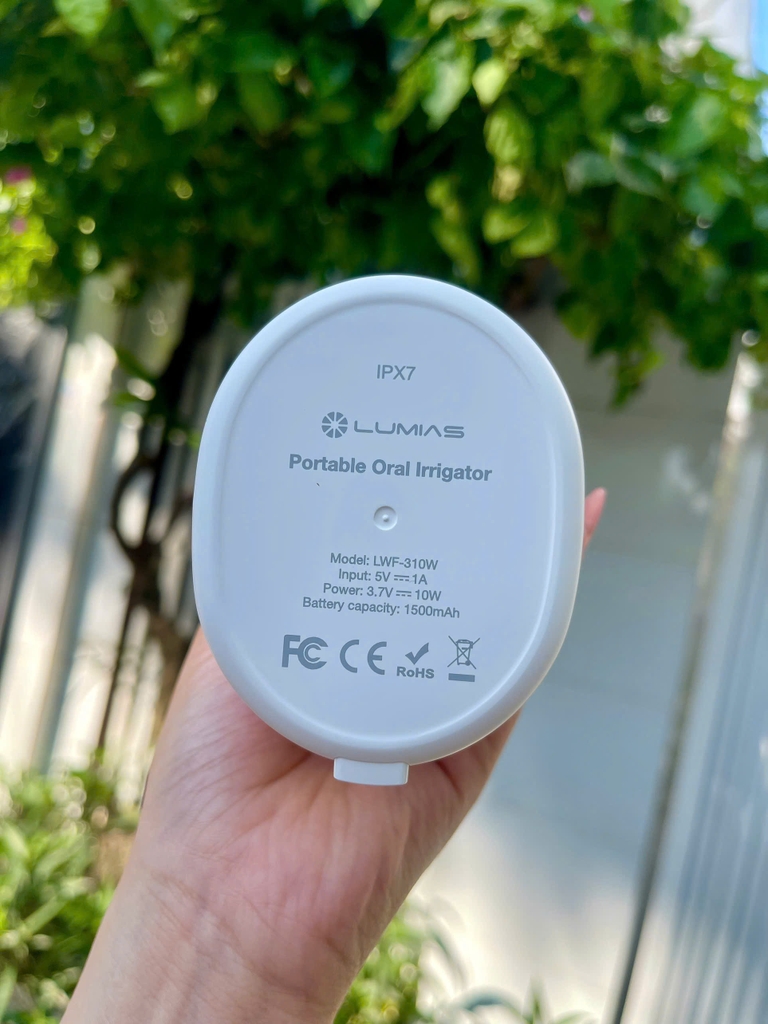 IPX7
LUMIAS
Portable Oral Irrigator
Model: LWF-310W
Input: 5V⎓1A
Power: 3.7V⎓10W
Battery capacity: 1500mAh
FC CE RoHS